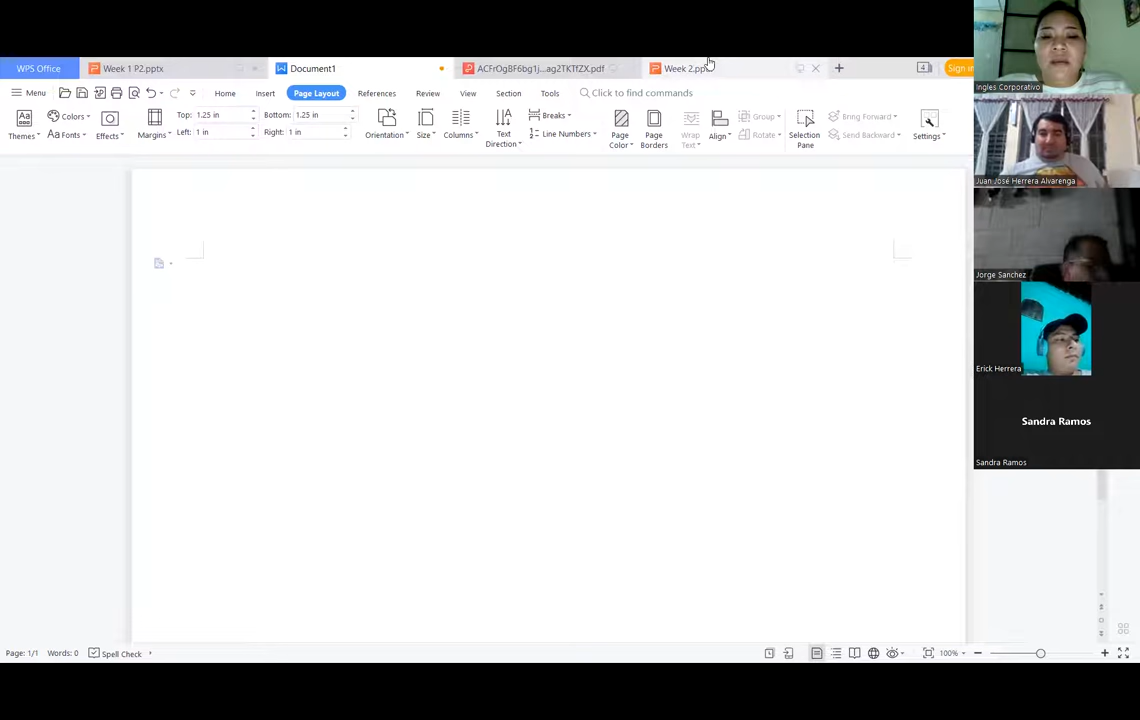 WPS Office Week 1 P2.pptx Document1 ACFrOgBF6bg1j...ag2TKTfZX.pdf Week 2.pp 4 Sign in
Menu Home Insert Page Layout References Review View Section Tools Click to find commands
Colors Top: 1.25 in Bottom: 1.25 in Breaks Group Bring Forward
Themes Fonts Effects Margins Left: 1 in Right: 1 in Orientation Size Columns Text Direction Line Numbers Page Color Page Borders Wrap Text Align Rotate Selection Pane Send Backward Settings
Ingles Corporativo
Juan José Herrera Alvarenga
Jorge Sanchez
Erick Herrera
Sandra Ramos
Sandra Ramos
Page: 1/1 Words: 0 Spell Check 100%